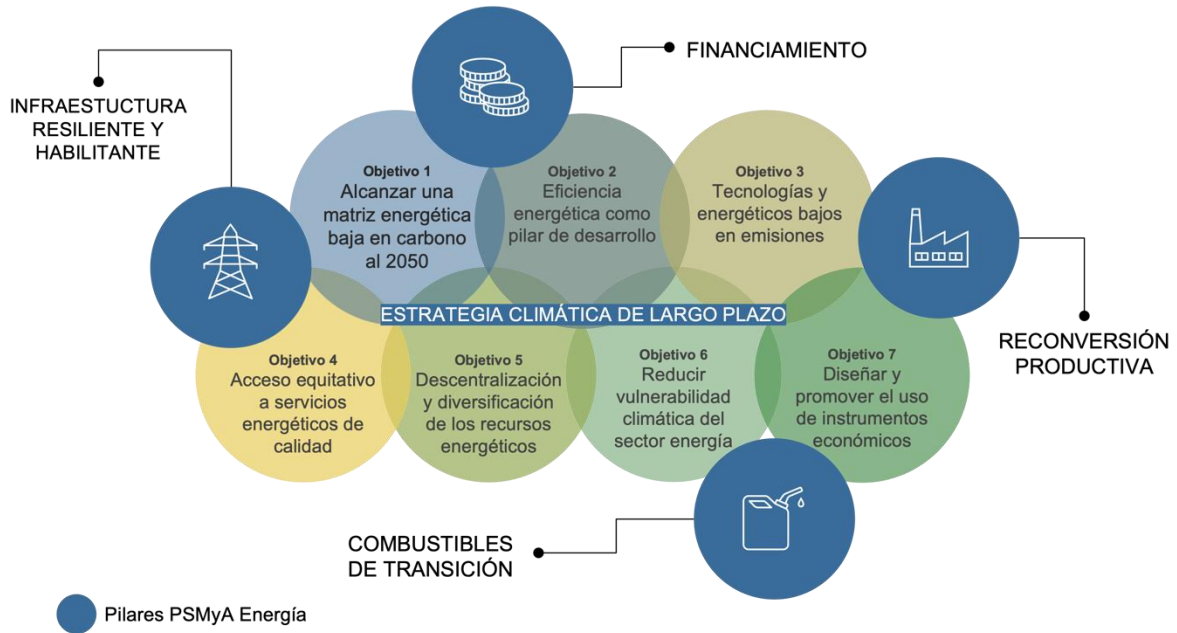 FINANCIAMIENTO
INFRAESTUCTURA
RESILIENTE Y
HABILITANTE
Objetivo 1
Alcanzar una
matriz energética
baja en carbono
al 2050
Objetivo 2
Eficiencia
energética como
pilar de desarrollo
Objetivo 3
Tecnologías y
energéticos bajos
en emisiones
ESTRATEGIA CLIMÁTICA DE LARGO PLAZO
RECONVERSIÓN
PRODUCTIVA
Objetivo 4
Acceso equitativo
a servicios
energéticos de
calidad
Objetivo 5
Descentralización
y diversificación
de los recursos
energéticos
Objetivo 6
Reducir
vulnerabilidad
climática del
sector energía
Objetivo 7
Diseñar y
promover el uso
de instrumentos
económicos
COMBUSTIBLES
DE TRANSICIÓN
Pilares PSMyA Energía